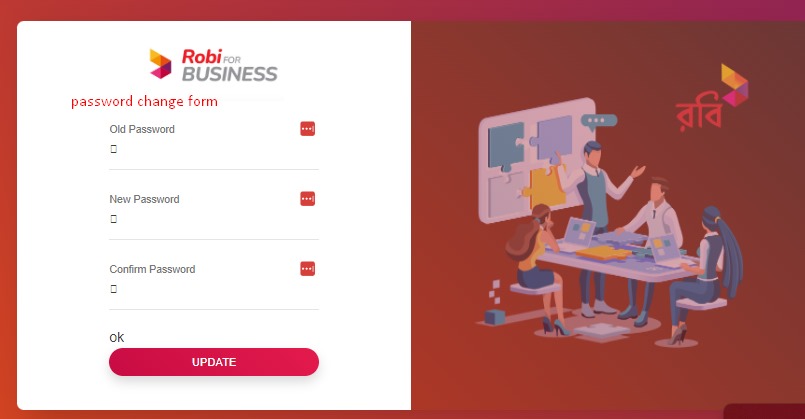 Robi FOR
BUSINESS
password change form
Old Password
New Password
Confirm Password
ok
UPDATE
রবি